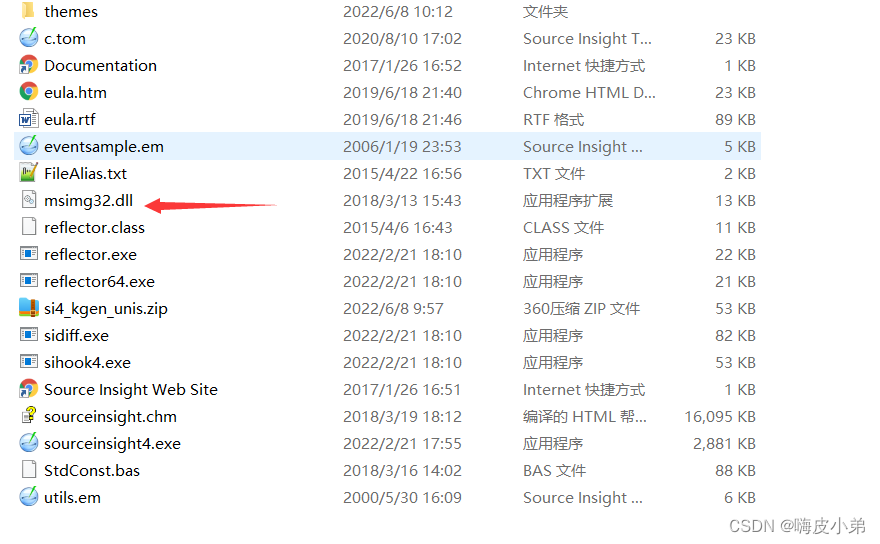 themes 2022/6/8 10:12 文件夹
c.tom 2020/8/10 17:02 Source Insight T... 23 KB
Documentation 2017/1/26 16:52 Internet 快捷方式 1 KB
eula.htm 2019/6/18 21:40 Chrome HTML D... 23 KB
eula.rtf 2019/6/18 21:46 RTF 格式 89 KB
eventsample.em 2006/1/19 23:53 Source Insight ... 5 KB
FileAlias.txt 2015/4/22 16:56 TXT 文件 2 KB
msimg32.dll 2018/3/13 15:43 应用程序扩展 13 KB
reflector.class 2015/4/6 16:43 CLASS 文件 11 KB
reflector.exe 2022/2/21 18:10 应用程序 22 KB
reflector64.exe 2022/2/21 18:10 应用程序 21 KB
si4_kgen_unis.zip 2022/6/8 9:57 360压缩 ZIP 文件 53 KB
sidiff.exe 2022/2/21 18:10 应用程序 82 KB
sihook4.exe 2022/2/21 18:10 应用程序 53 KB
Source Insight Web Site 2017/1/26 16:51 Internet 快捷方式 1 KB
sourceinsight.chm 2018/3/19 18:12 编译的 HTML 帮... 16,095 KB
sourceinsight4.exe 2022/2/21 17:55 应用程序 2,881 KB
StdConst.bas 2018/3/16 14:02 BAS 文件 88 KB
utils.em 2000/5/30 16:09 Source Insight ... 6 KB
CSDN @嗨皮小弟